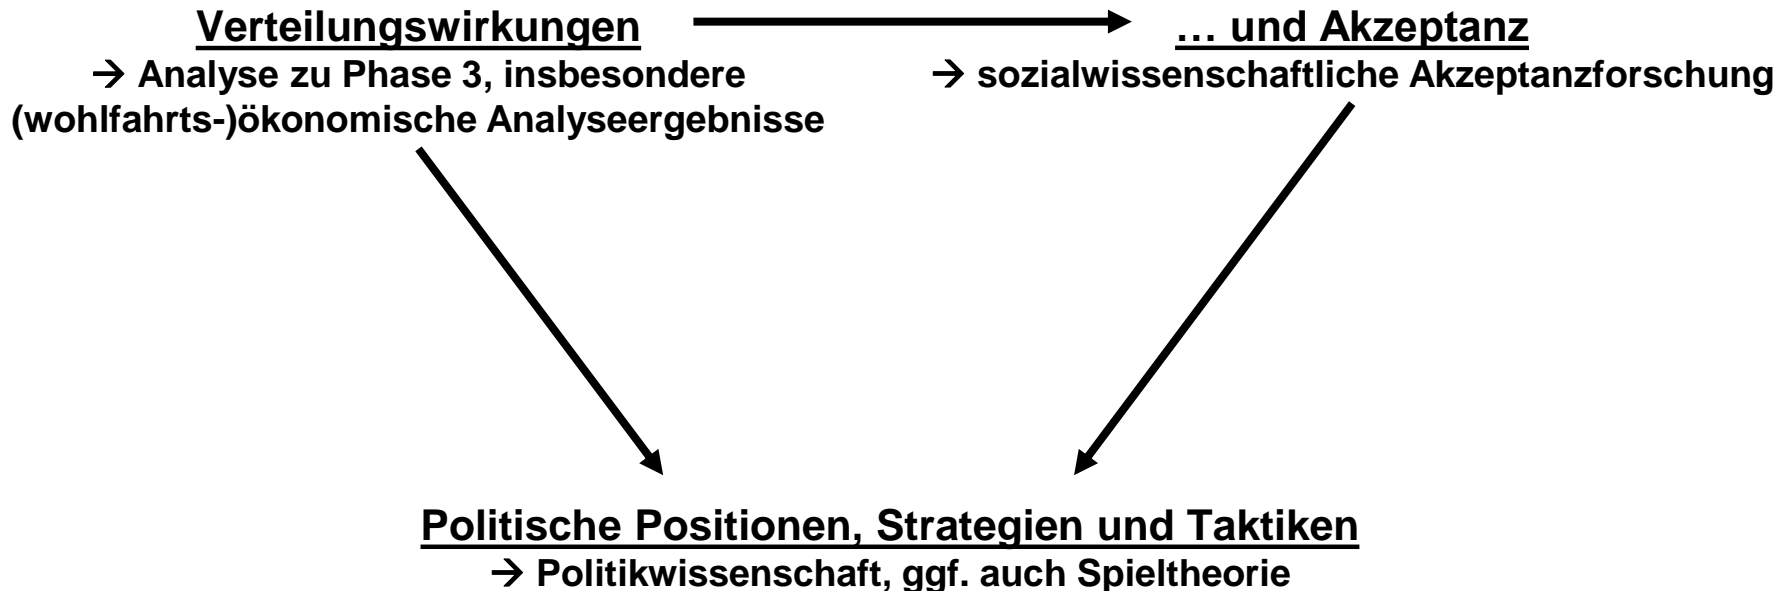 Verteilungswirkungen
→ Analyse zu Phase 3, insbesondere
(wohlfahrts-)ökonomische Analyseergebnisse
… und Akzeptanz
→ sozialwissenschaftliche Akzeptanzforschung
Politische Positionen, Strategien und Taktiken
→ Politikwissenschaft, ggf. auch Spieltheorie